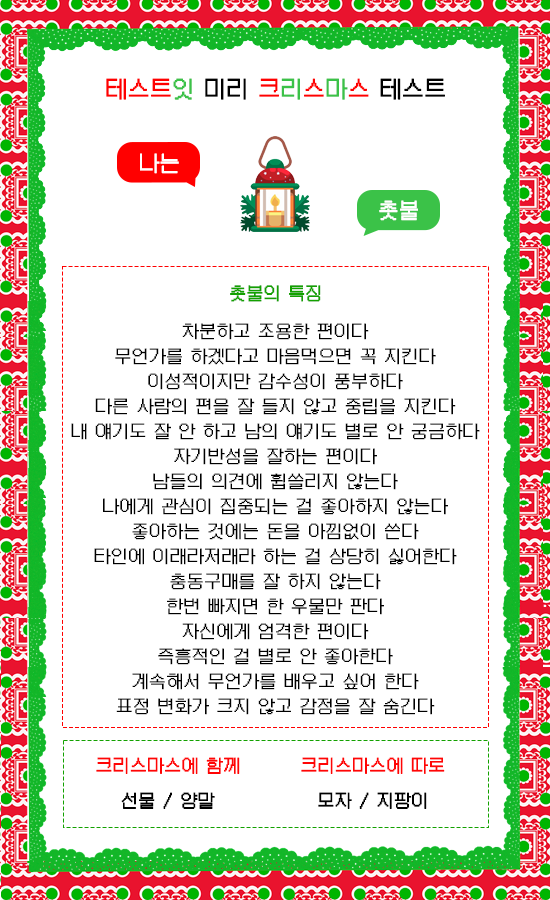 테스트잇 미리 크리스마스 테스트
나는
촛불
촛불의 특징
차분하고 조용한 편이다
무언가를 하겠다고 마음먹으면 꼭 지킨다
이성적이지만 감수성이 풍부하다
다른 사람의 편을 잘 들지 않고 중립을 지킨다
내 얘기도 잘 안 하고 남의 얘기도 별로 안 궁금하다
자기반성을 잘하는 편이다
남들의 의견에 휩쓸리지 않는다
나에게 관심이 집중되는 걸 좋아하지 않는다
좋아하는 것에는 돈을 아낌없이 쓴다
타인에 이래라저래라 하는 걸 상당히 싫어한다
충동구매를 잘 하지 않는다
한번 빠지면 한 우물만 판다
자신에게 엄격한 편이다
즉흥적인 걸 별로 안 좋아한다
계속해서 무언가를 배우고 싶어 한다
표정 변화가 크지 않고 감정을 잘 숨긴다
크리스마스에 함께
크리스마스에 따로
선물 / 양말
모자 / 지팡이